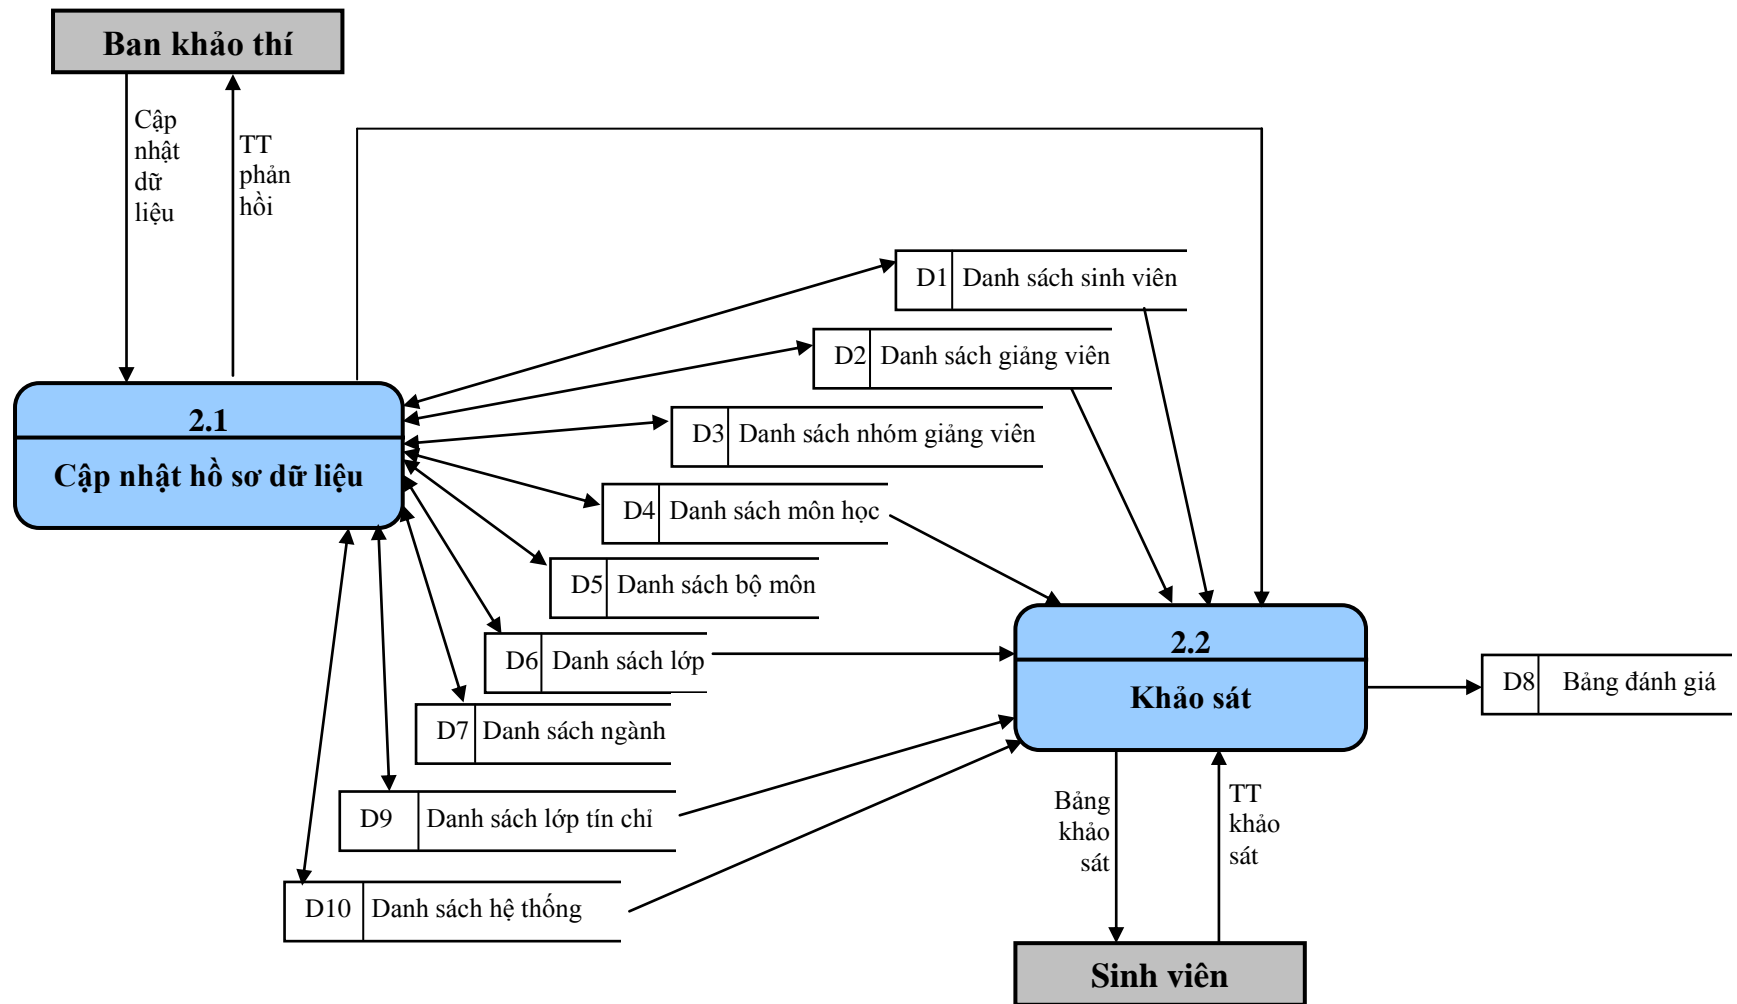 Ban khảo thí
Cập
nhật
dữ
liệu
TT
phản
hồi
D1 Danh sách sinh viên
D2 Danh sách giảng viên
2.1
Cập nhật hồ sơ dữ liệu
D3 Danh sách nhóm giảng viên
D4 Danh sách môn học
D5 Danh sách bộ môn
D6 Danh sách lớp
2.2
Khảo sát
D8 Bảng đánh giá
D7 Danh sách ngành
D9 Danh sách lớp tín chỉ
Bảng
khảo
sát
TT
khảo
sát
D10 Danh sách hệ thống
Sinh viên